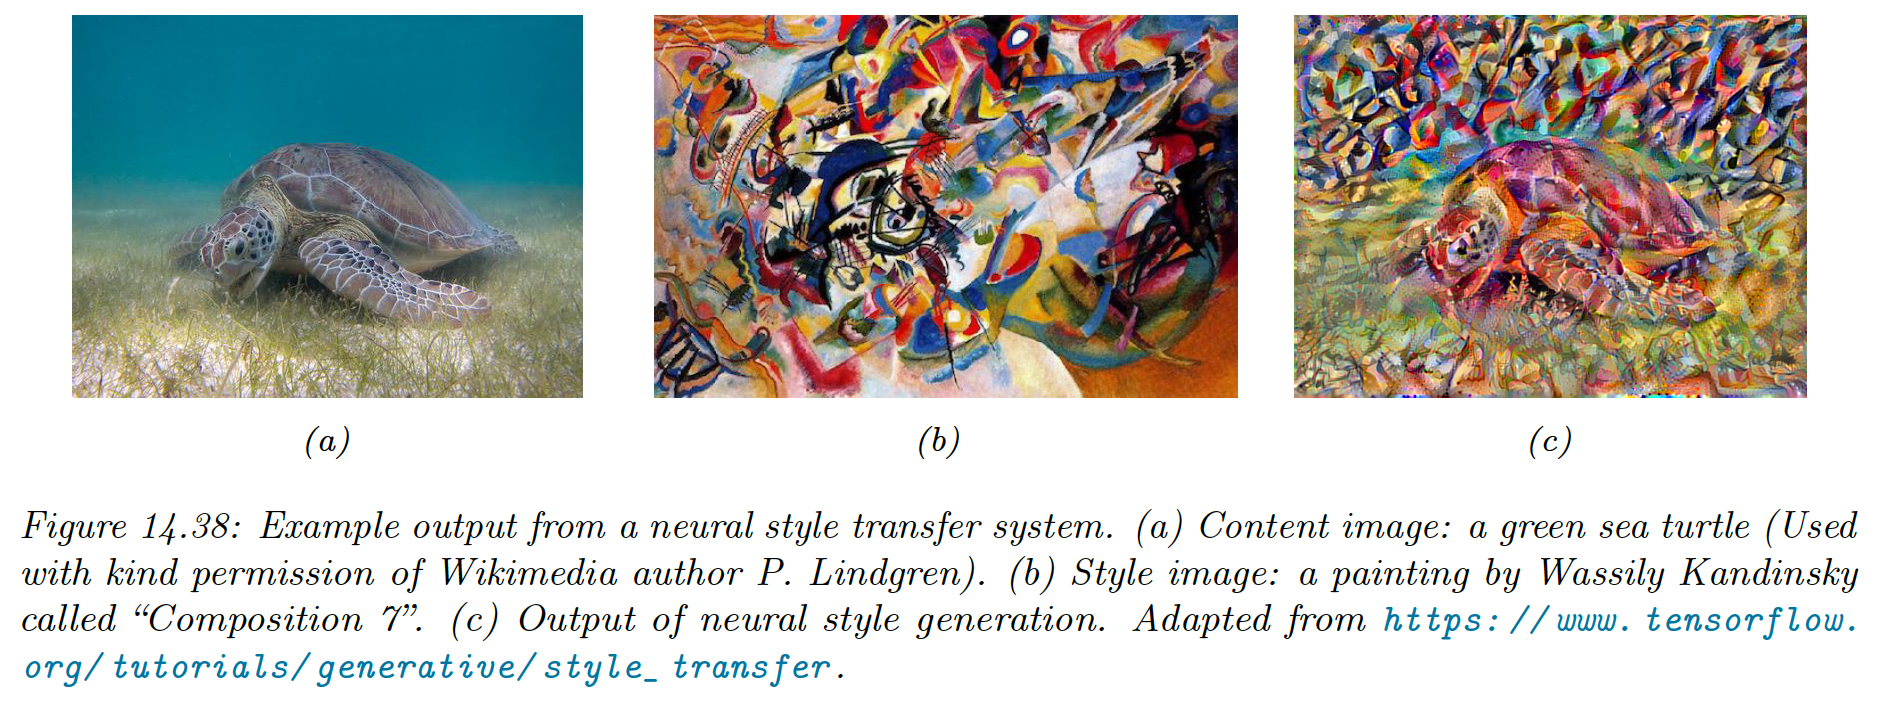 (a) (b) (c)
Figure 14.38: Example output from a neural style transfer system. (a) Content image: a green sea turtle (Used
with kind permission of Wikimedia author P. Lindgren). (b) Style image: a painting by Wassily Kandinsky
called “Composition 7”. (c) Output of neural style generation. Adapted from https://www.tensorflow.
org/tutorials/generative/style_transfer.